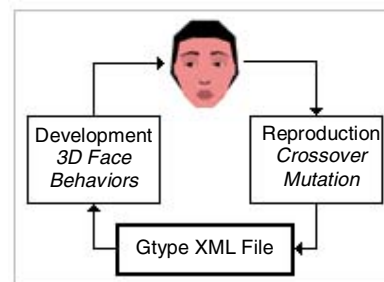 Development
3D Face
Behaviors
Reproduction
Crossover
Mutation
Gtype XML File